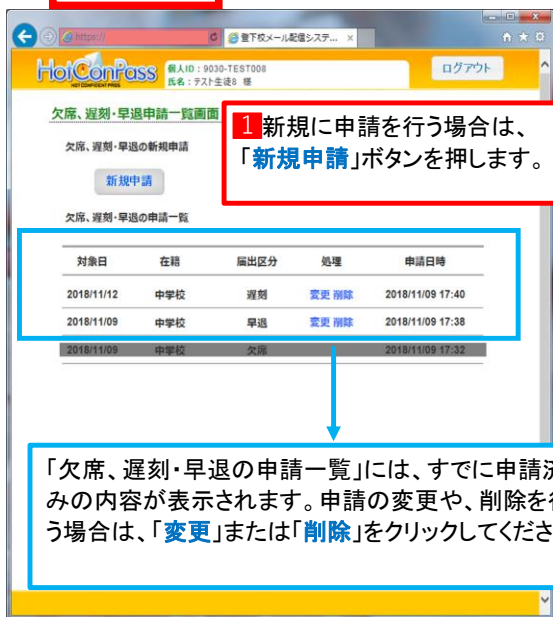 https://
登下校メール配信システ... ×
HotConPass
HOT CONFIDENT PASS
個人ID:9030-TEST008
氏名:テスト生徒8 様
ログアウト
欠席、遅刻・早退申請一覧画面
1 新規に申請を行う場合は、
「新規申請」ボタンを押します。
欠席、遅刻・早退の新規申請
新規申請
欠席、遅刻・早退の申請一覧
対象日 在籍 届出区分 処理 申請日時
2018/11/12 中学校 遅刻 変更 削除 2018/11/09 17:40
2018/11/09 中学校 早退 変更 削除 2018/11/09 17:38
2018/11/09 中学校 欠席 2018/11/09 17:32
「欠席、遅刻・早退の申請一覧」には、すでに申請済
みの内容が表示されます。申請の変更や、削除を行
う場合は、「変更」または「削除」をクリックしてくださ